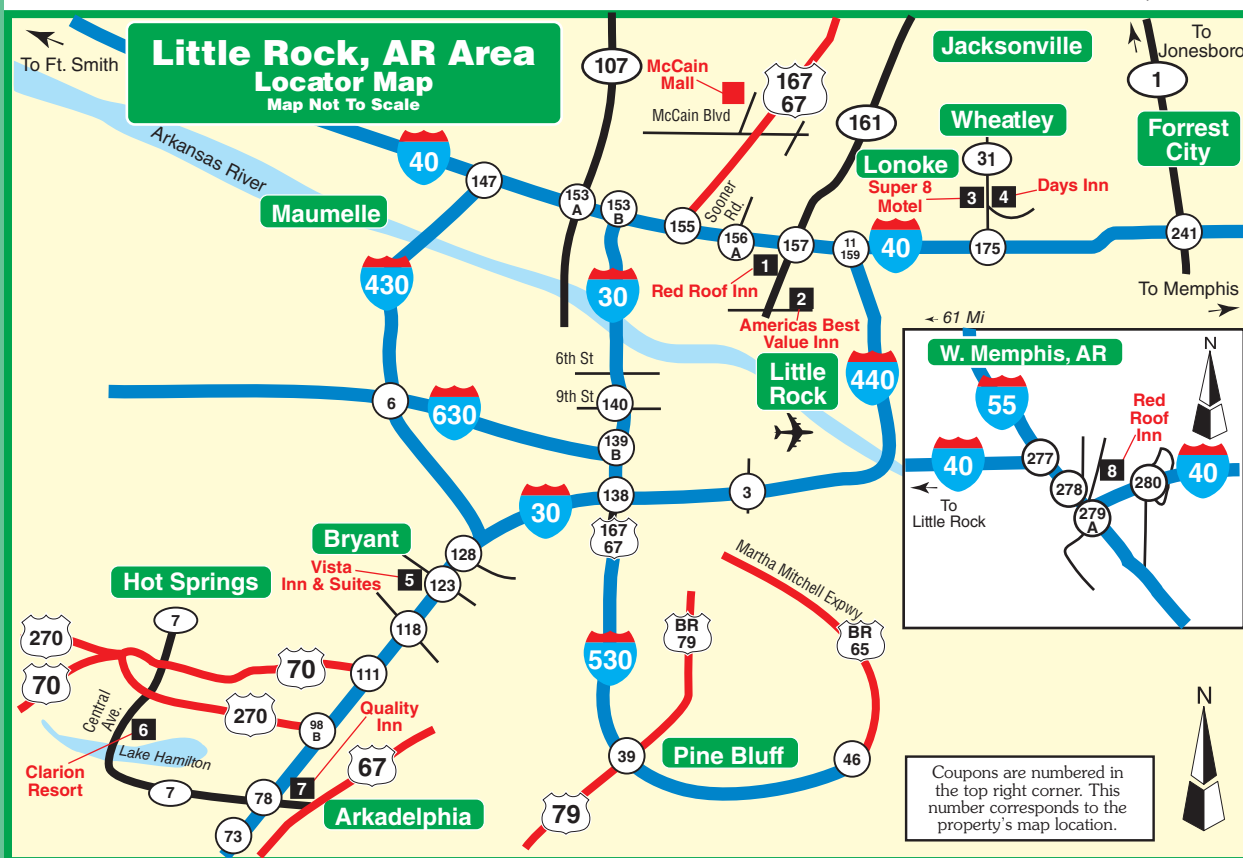 Little Rock, AR Area
Locator Map
Map Not To Scale
To Ft. Smith
Arkansas River
Maumelle
40
147
430
107
153
A
153
B
30
McCain
Mall
McCain Blvd
167
67
155
Sooner
Rd.
156
A
161
157
11
159
40
Jacksonville
Wheatley
Lonoke
31
Super 8
Motel
3
4
Days Inn
175
To
Jonesboro
1
Forrest
City
241
To Memphis
1
Red Roof Inn
2
Americas Best
Value Inn
Little
Rock
440
6th St
9th St
140
6
630
139
B
138
30
3
167
67
530
61 Mi
W. Memphis, AR
N
55
Red
Roof
Inn
40
277
8
280
40
278
279
A
To
Little Rock
Bryant
128
Vista
Inn & Suites
5
123
118
Hot Springs
7
270
70
70
111
270
98
B
Central
Ave.
6
Lake Hamilton
Clarion
Resort
7
Quality
Inn
7
67
78
73
Arkadelphia
Martha Mitchell Expwy
BR
79
BR
65
39
Pine Bluff
46
79
N
Coupons are numbered in
the top right corner. This
number corresponds to the
property's map location.